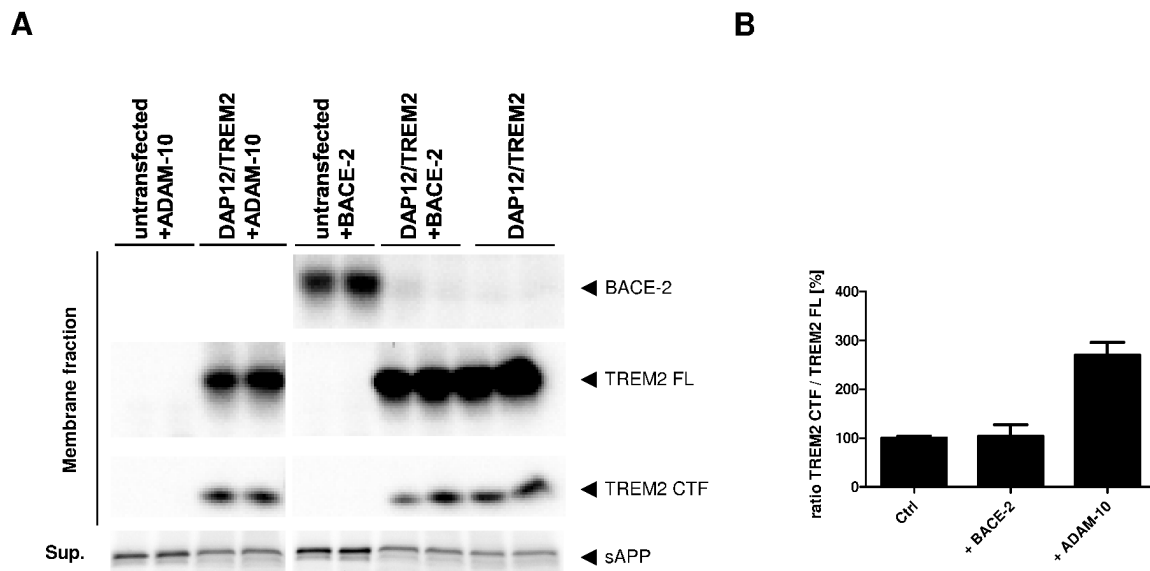 A
B
untransfected
+ADAM-10
DAP12/TREM2
+ADAM-10
untransfected
+BACE-2
DAP12/TREM2
+BACE-2
DAP12/TREM2
Membrane fraction
BACE-2
TREM2 FL
TREM2 CTF
Sup.
sAPP
ratio TREM2 CTF / TREM2 FL [%]
400
300
200
100
0
Ctrl
+ BACE-2
+ ADAM-10